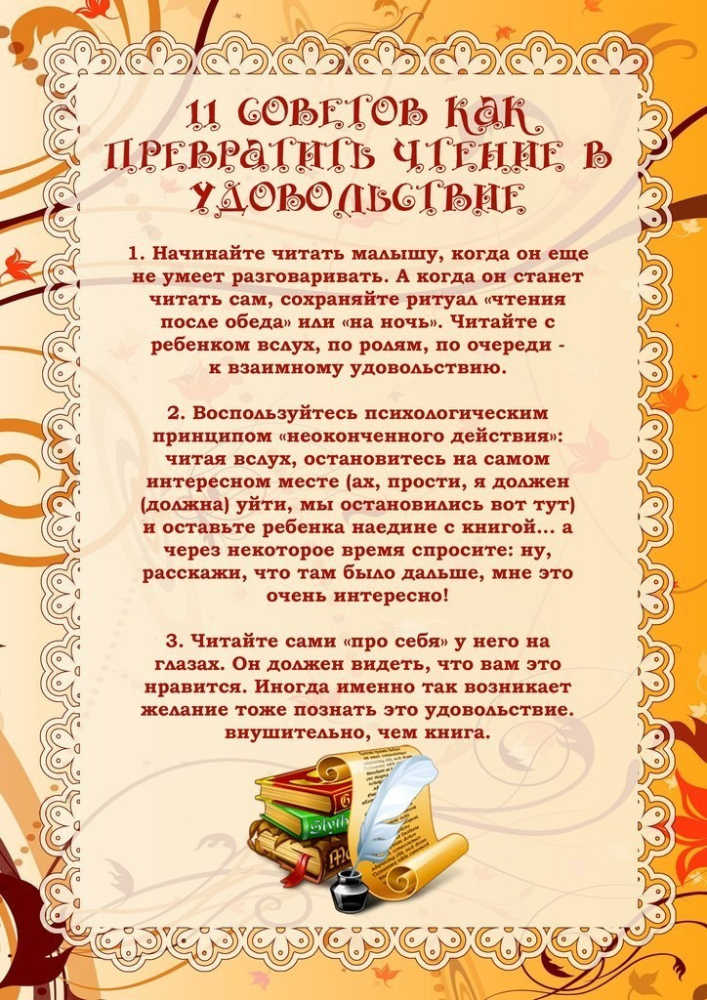 11 СОВЕТОВ КАК
ПРЕВРАТИТЬ ЧТЕНИЕ В
УДОВОЛЬСТВИЕ
1. Начинайте читать малышу, когда он еще
не умеет разговаривать. А когда он станет
читать сам, сохраняйте ритуал «чтения
после обеда» или «на ночь». Читайте с
ребенком вслух, по ролям, по очереди -
к взаимному удовольствию.
2. Воспользуйтесь психологическим
принципом «неоконченного действия»:
читая вслух, остановитесь на самом
интересном месте (ах, прости, я должен
(должна) уйти, мы остановились вот тут)
и оставьте ребенка наедине с книгой... а
через некоторое время спросите: ну,
расскажи, что там было дальше, мне это
очень интересно!
3. Читайте сами «про себя» у него на
глазах. Он должен видеть, что вам это
нравится. Иногда именно так возникает
желание тоже познать это удовольствие.
внушительно, чем книга.